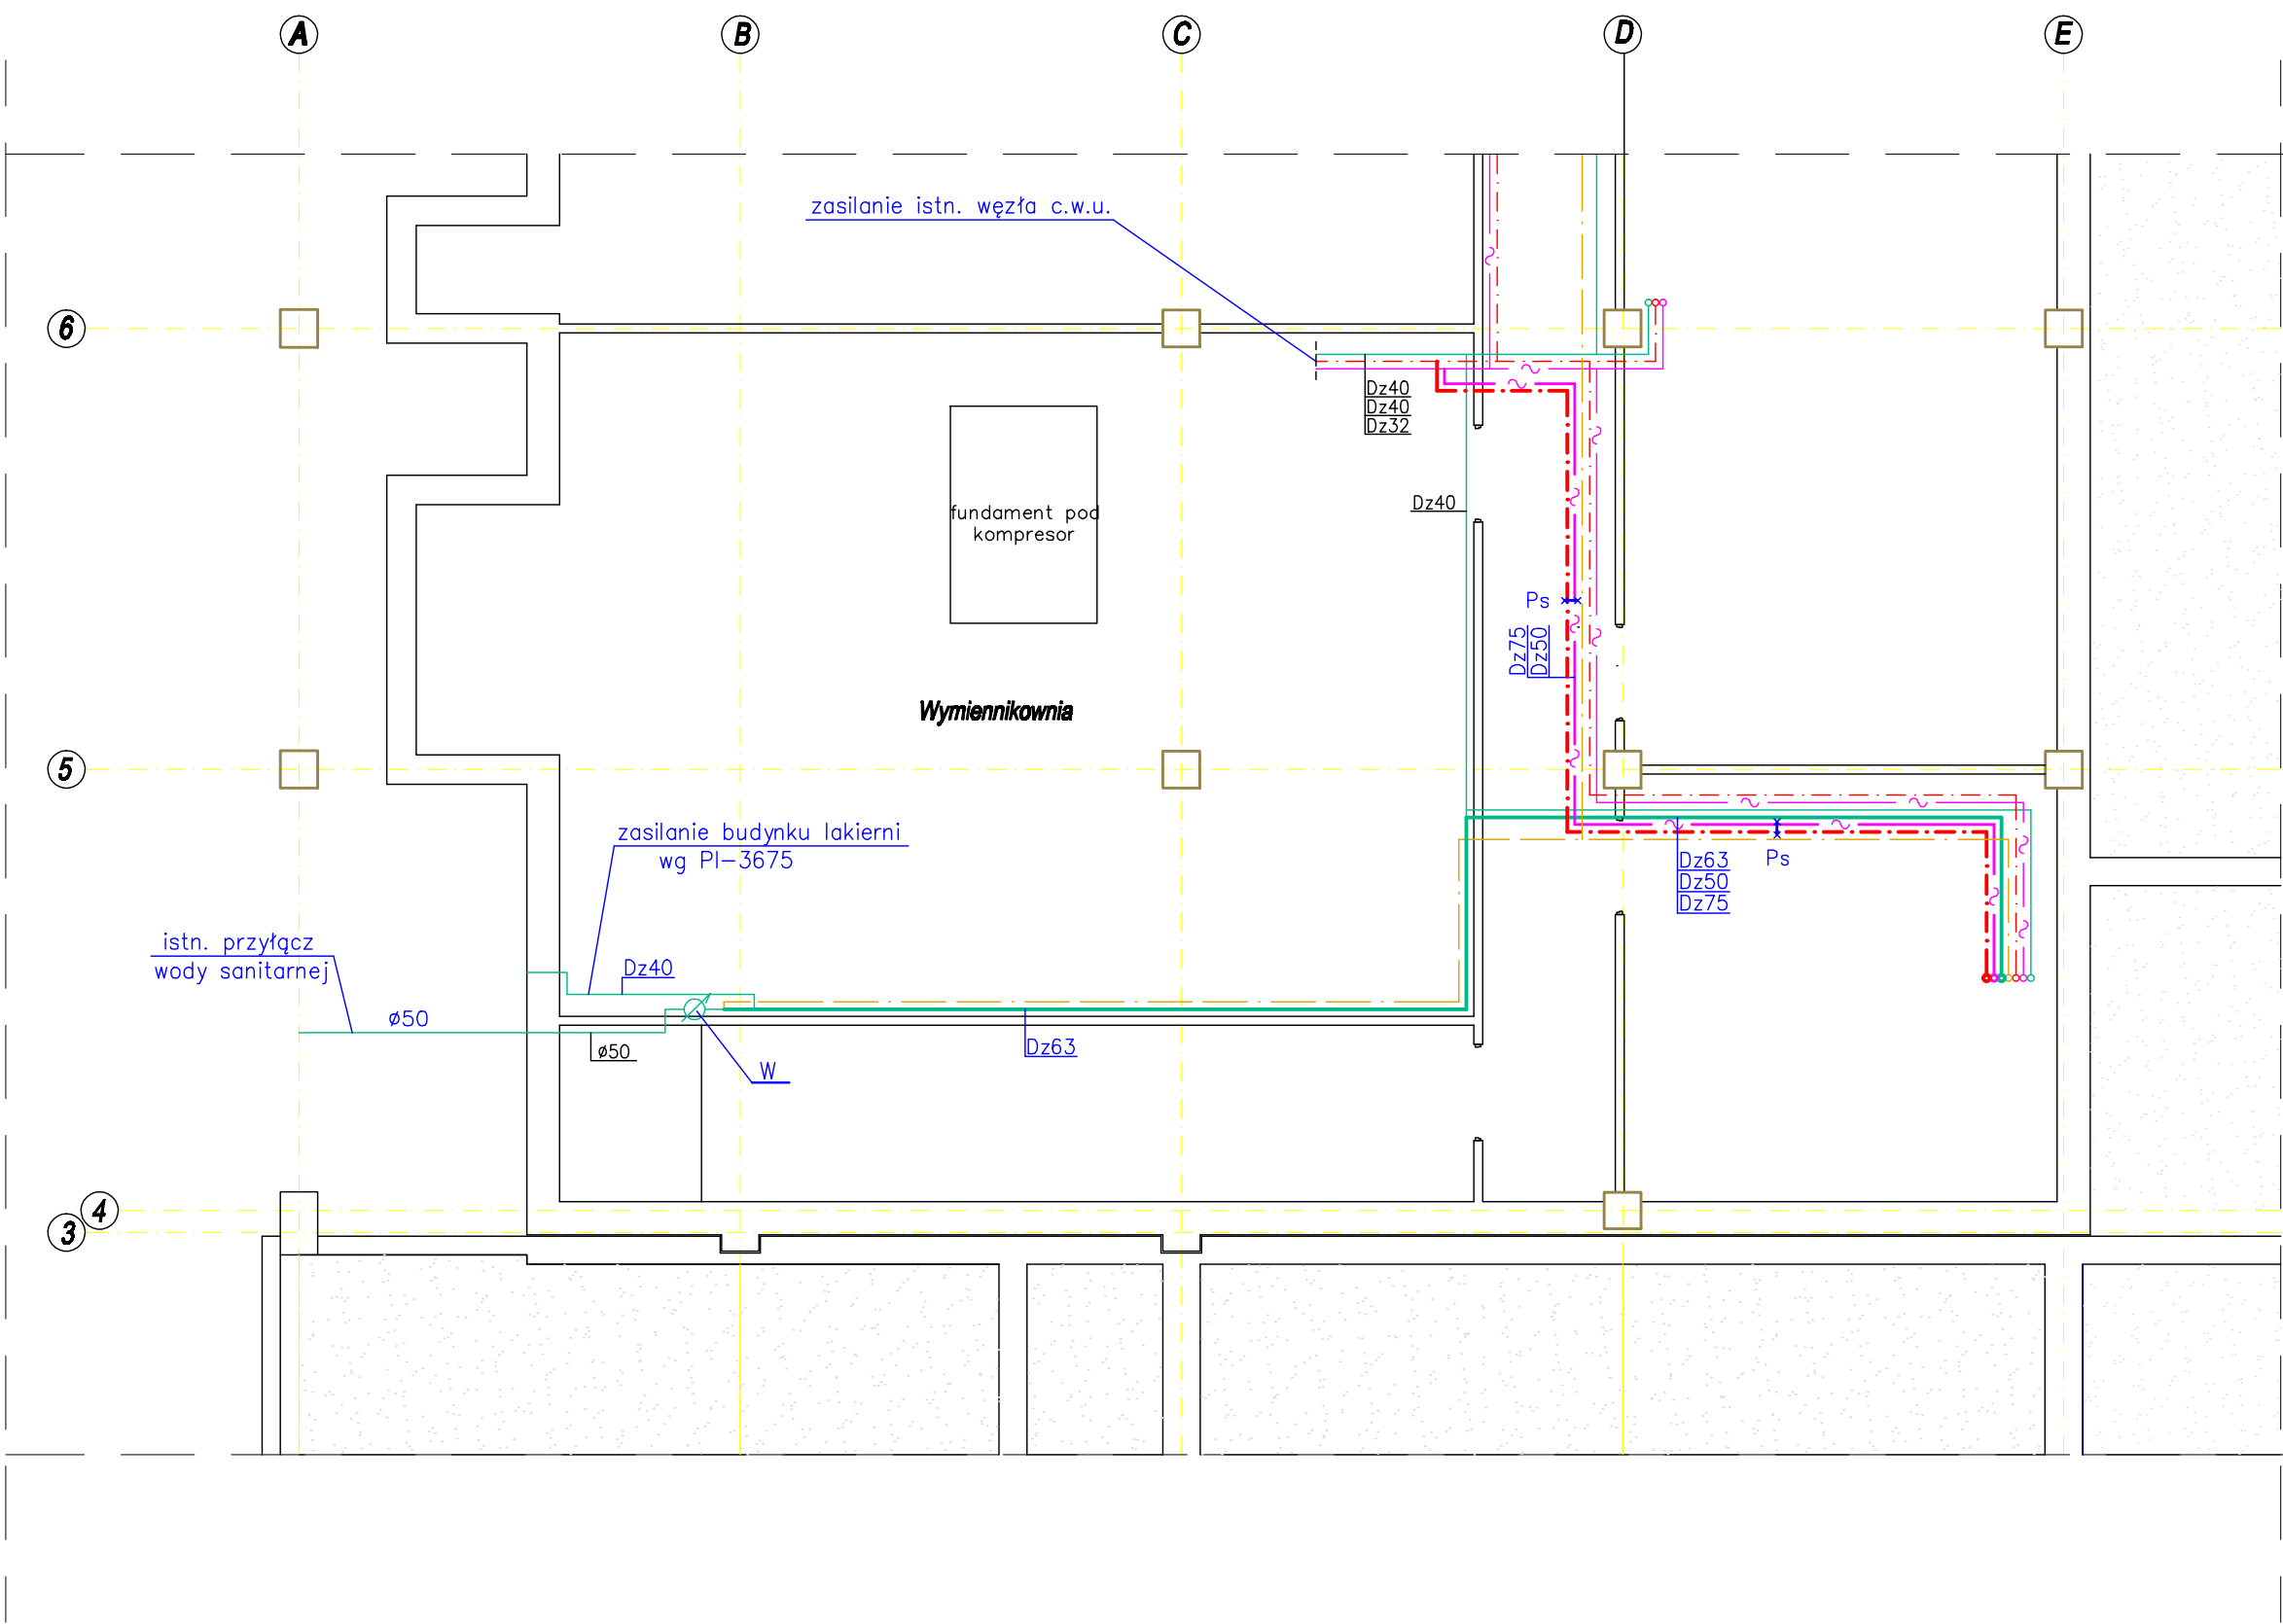 A
B
C
D
E
zasilanie istn. węzła c.w.u.
6
Dz40
Dz40
Dz32
fundament pod
kompresor
Dz40
Ps
Dz75
Dz50
Wymiennikownia
5
zasilanie budynku lakierni
wg PI-3675
Dz63
Dz50
Dz75
Ps
istn. przyłącz
wody sanitarnej
Dz40
ø50
ø50
Dz63
W
4
3